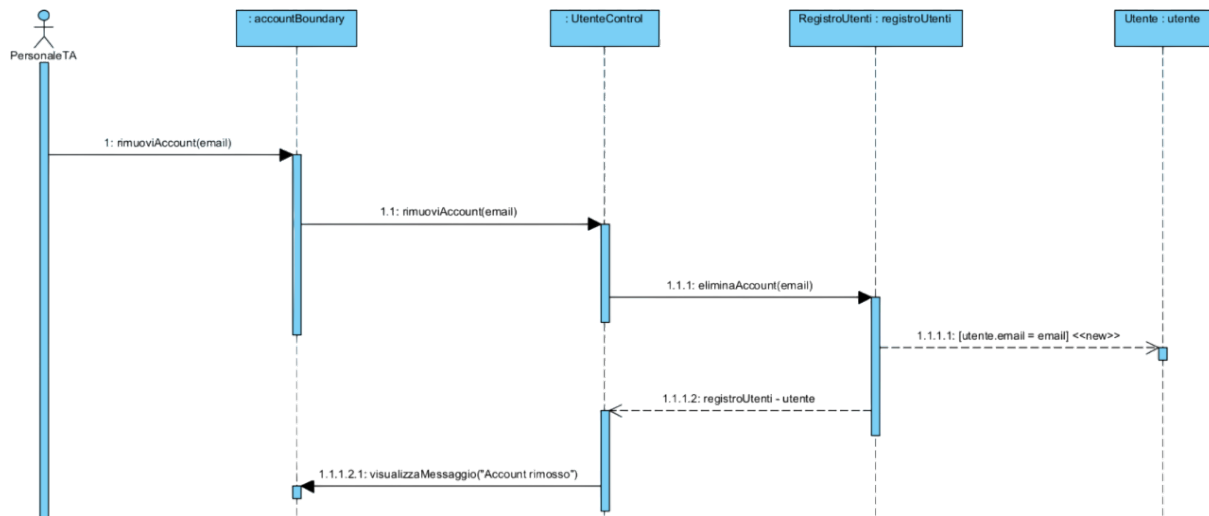 : accountBoundary
: UtenteControl
RegistroUtenti : registroUtenti
Utente : utente
PersonaleTA
1: rimuoviAccount(email)
1.1: rimuoviAccount(email)
1.1.1: eliminaAccount(email)
1.1.1.1: [utente.email = email] <<new>>
1.1.1.2: registroUtenti - utente
1.1.1.2.1: visualizzaMessaggio("Account rimosso")